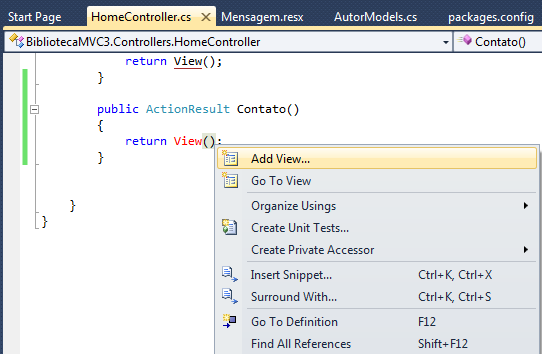 Start Page HomeController.cs Mensagem.resx AutorModels.cs packages.config
BibliotecaMVC3.Controllers.HomeController Contato()
return View();
}
public ActionResult Contato()
{
return View();
}
}
}
Add View...
Go To View
Organize Usings
Create Unit Tests...
Create Private Accessor
Insert Snippet... Ctrl+K, Ctrl+X
Surround With... Ctrl+K, Ctrl+S
Go To Definition F12
Find All References Shift+F12